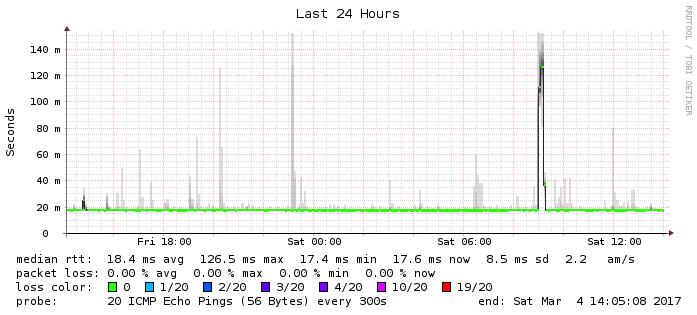 Last 24 Hours
RRDTOOL / TOBI OETIKER
Seconds
140 m
120 m
100 m
80 m
60 m
40 m
20 m
0
Fri 18:00 Sat 00:00 Sat 06:00 Sat 12:00
median rtt: 18.4 ms avg 126.5 ms max 17.4 ms min 17.6 ms now 8.5 ms sd 2.2 am/s
packet loss: 0.00 % avg 0.00 % max 0.00 % min 0.00 % now
loss color: 0 1/20 2/20 3/20 4/20 10/20 19/20
probe: 20 ICMP Echo Pings (56 Bytes) every 300s end: Sat Mar 4 14:05:08 2017